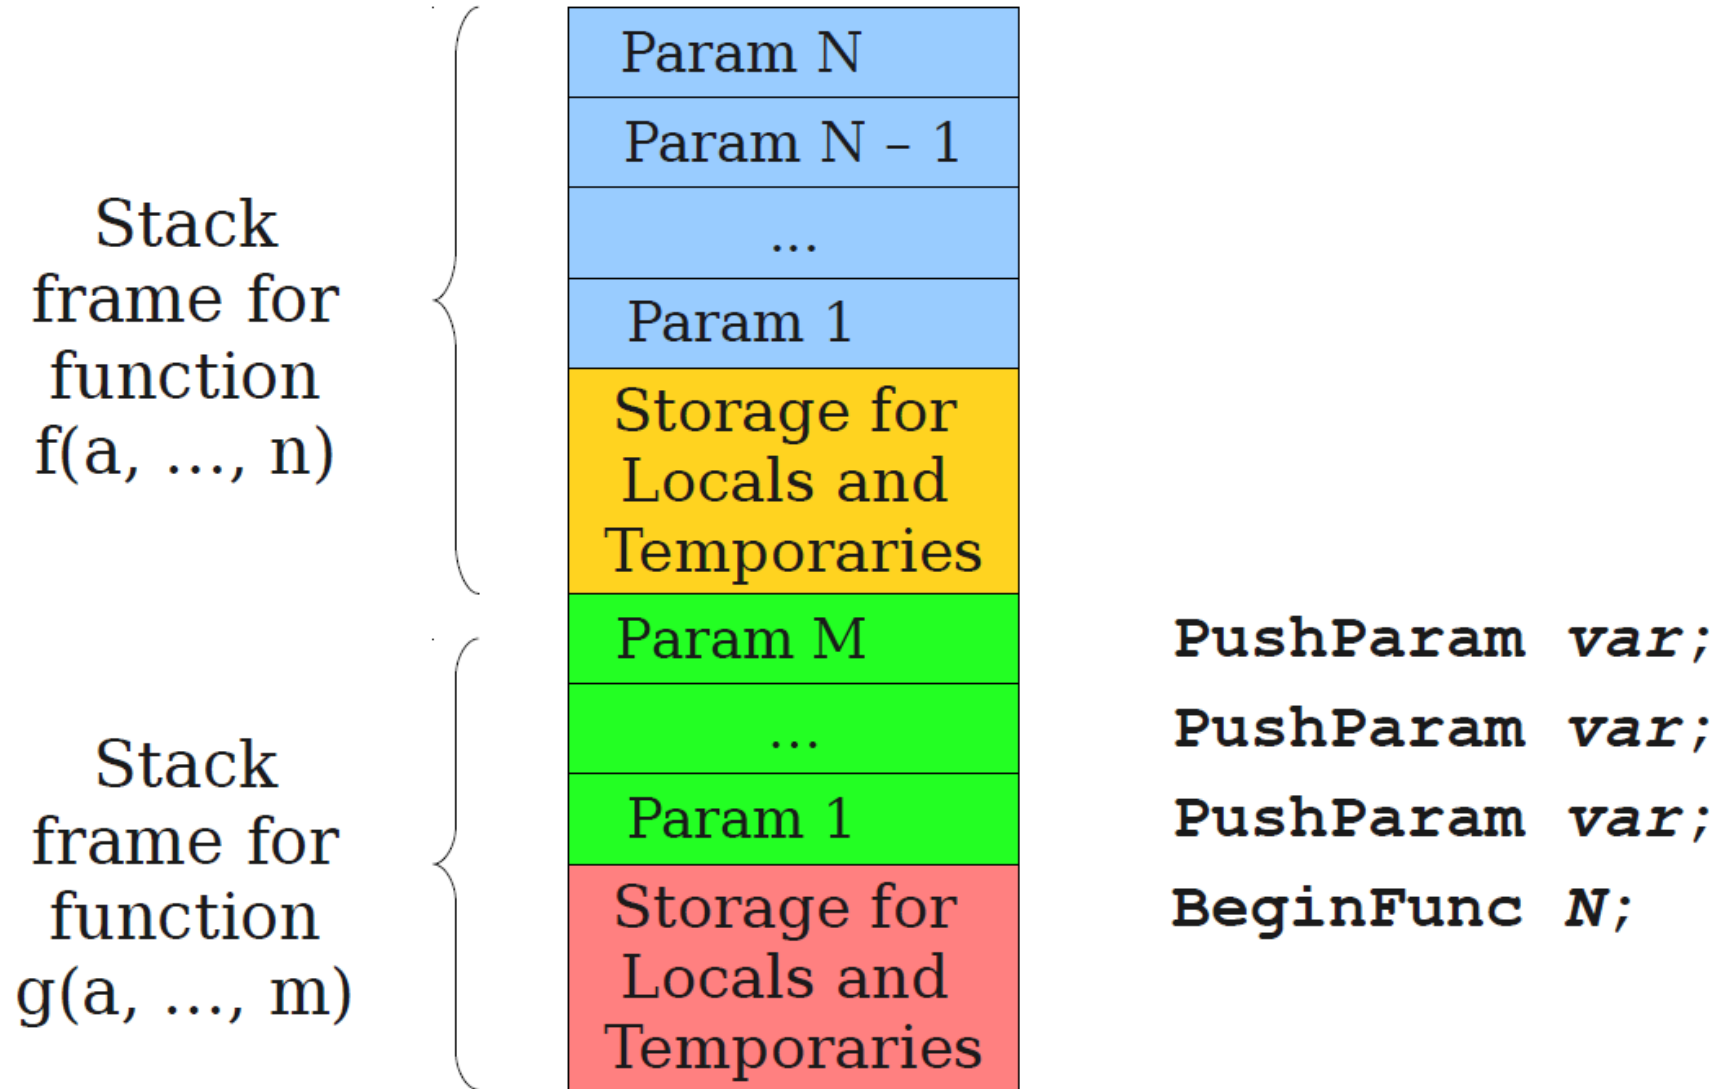 Stack
frame for
function
f(a, …, n)
Param N
Param N – 1
...
Param 1
Storage for
Locals and
Temporaries
Stack
frame for
function
g(a, …, m)
Param M
...
Param 1
Storage for
Locals and
Temporaries
PushParam var;
PushParam var;
PushParam var;
BeginFunc N;